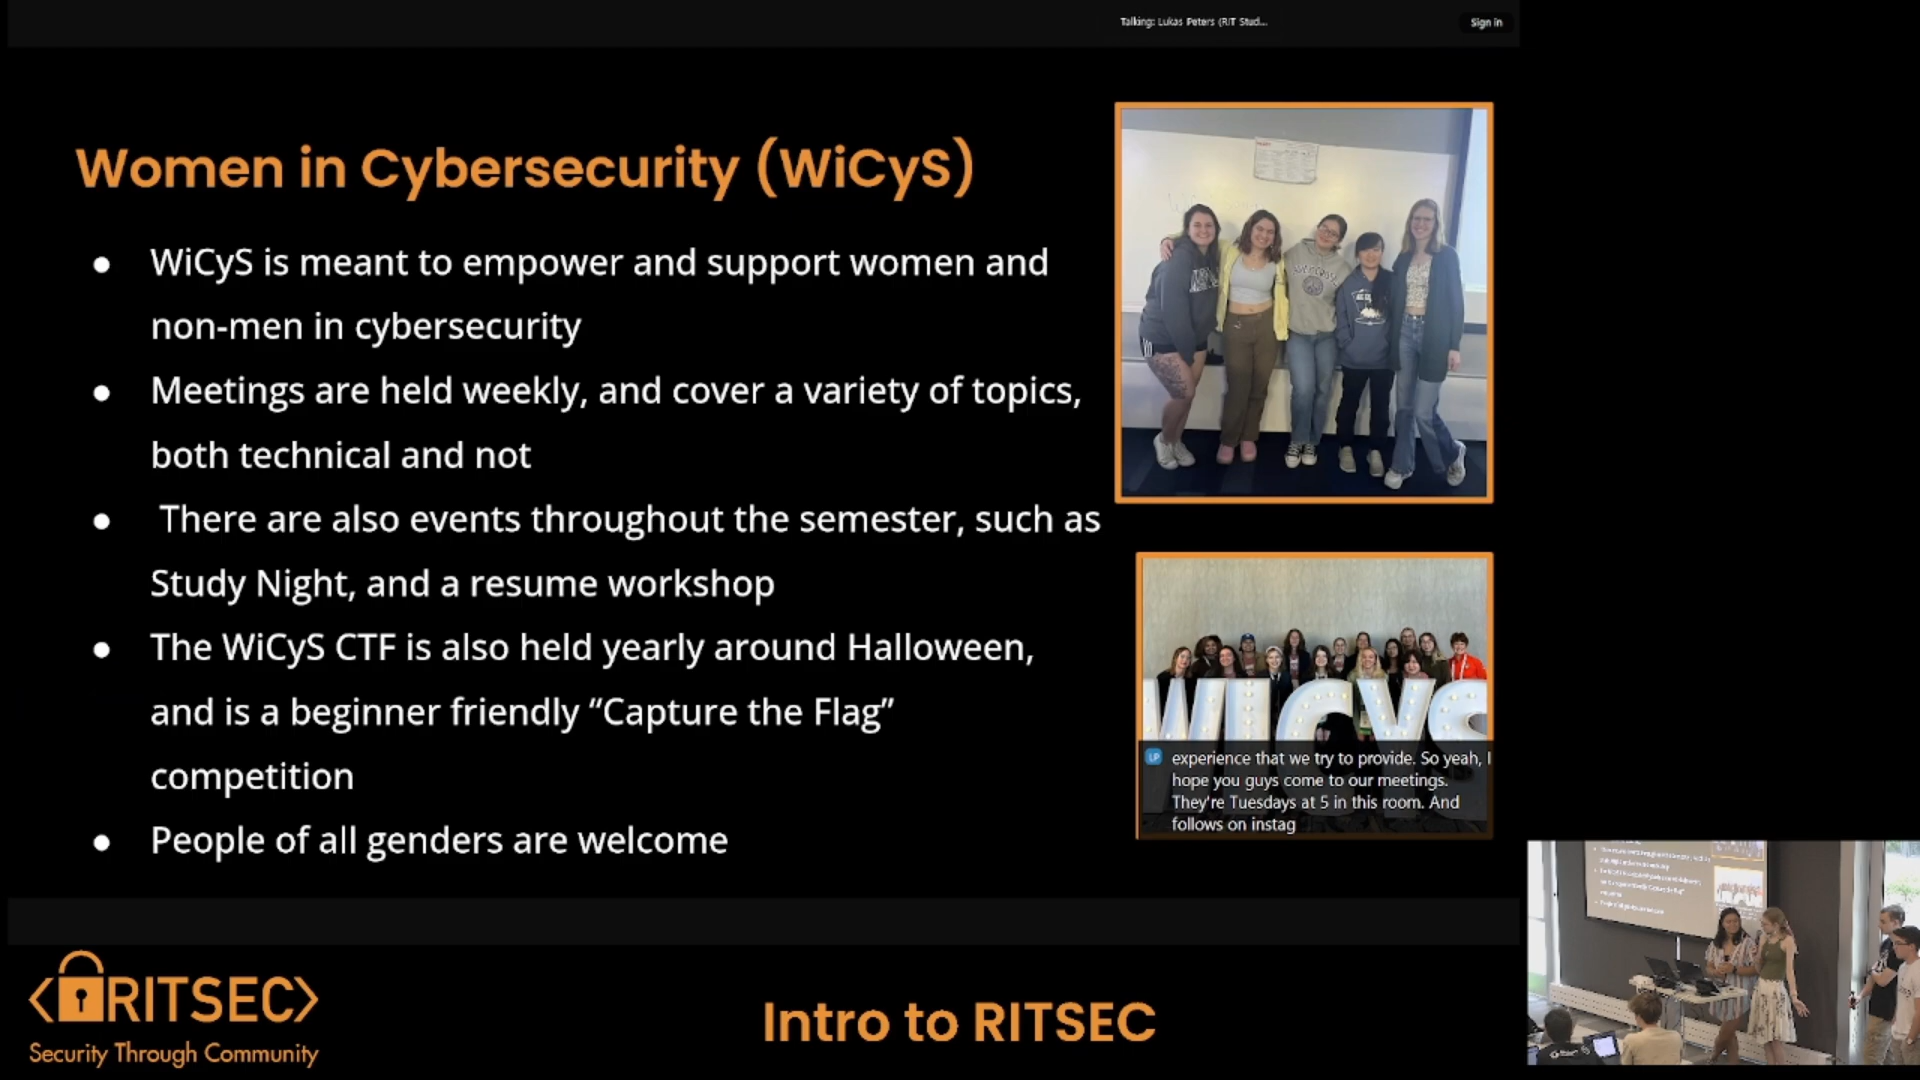 Talking: Lukas Peters (RIT Stud...
Sign in
Women in Cybersecurity (WiCyS)
● WiCyS is meant to empower and support women and
non-men in cybersecurity
● Meetings are held weekly, and cover a variety of topics,
both technical and not
● There are also events throughout the semester, such as
Study Night, and a resume workshop
● The WiCyS CTF is also held yearly around Halloween,
and is a beginner friendly “Capture the Flag”
competition
● People of all genders are welcome
WiCyS
LP
experience that we try to provide. So yeah, I
hope you guys come to our meetings.
They're Tuesdays at 5 in this room. And
follows on instag
<RITSEC>
Security Through Community
Intro to RITSEC